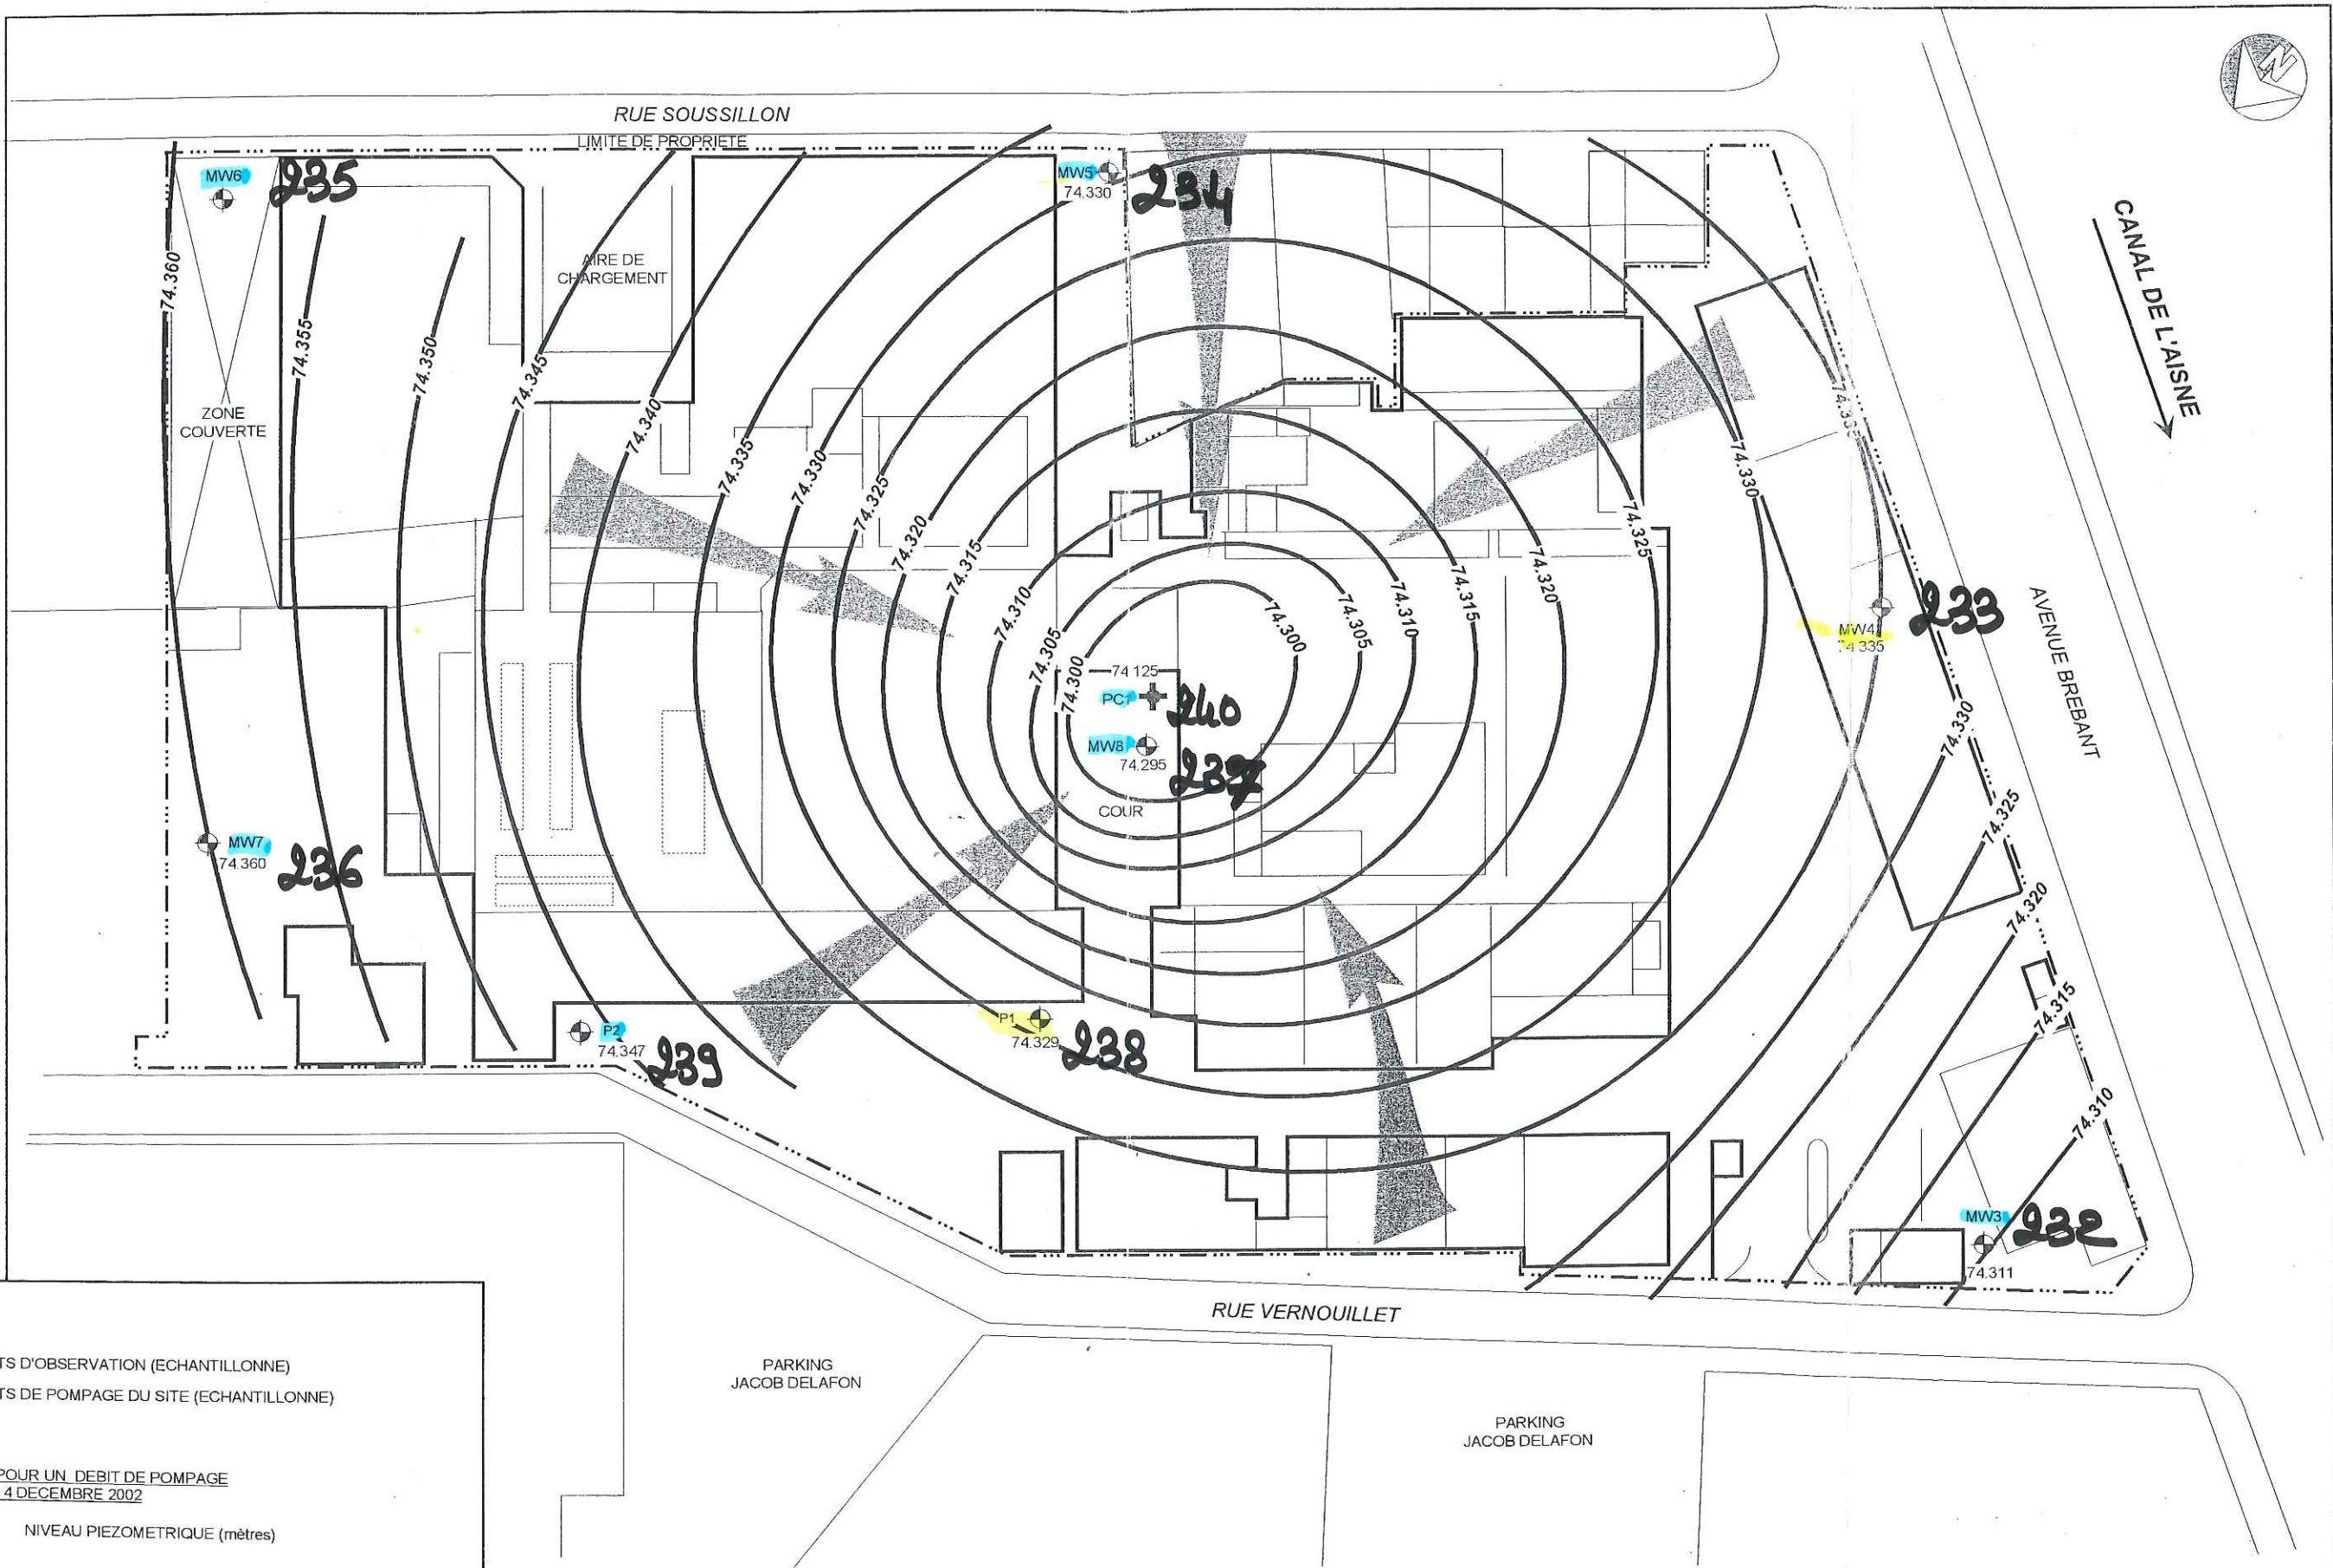 RUE SOUSSILLON
LIMITE DE PROPRIETE
N
MW6
235
MW5
74.330
234
CANAL DE L'AISNE
AIRE DE
CHARGEMENT
ZONE
COUVERTE
74.360
74.355
74.350
74.345
74.340
74.335
74.330
74.325
74.320
74.315
74.310
74.305
74.300
74.300
74.305
74.310
74.315
74.320
74.325
74.330
MW4
74.335
233
AVENUE BREBANT
74.125
PC1
240
MW8
74.295
237
COUR
MW7
74.360
236
74.330
74.325
74.320
74.315
74.310
P2
74.347
239
P1
74.329
238
MW3
232
74.311
RUE VERNOUILLET
PARKING
JACOB DELAFON
PARKING
JACOB DELAFON
TS D'OBSERVATION (ECHANTILLONNE)
TS DE POMPAGE DU SITE (ECHANTILLONNE)
POUR UN DEBIT DE POMPAGE
4 DECEMBRE 2002
NIVEAU PIEZOMETRIQUE (mètres)